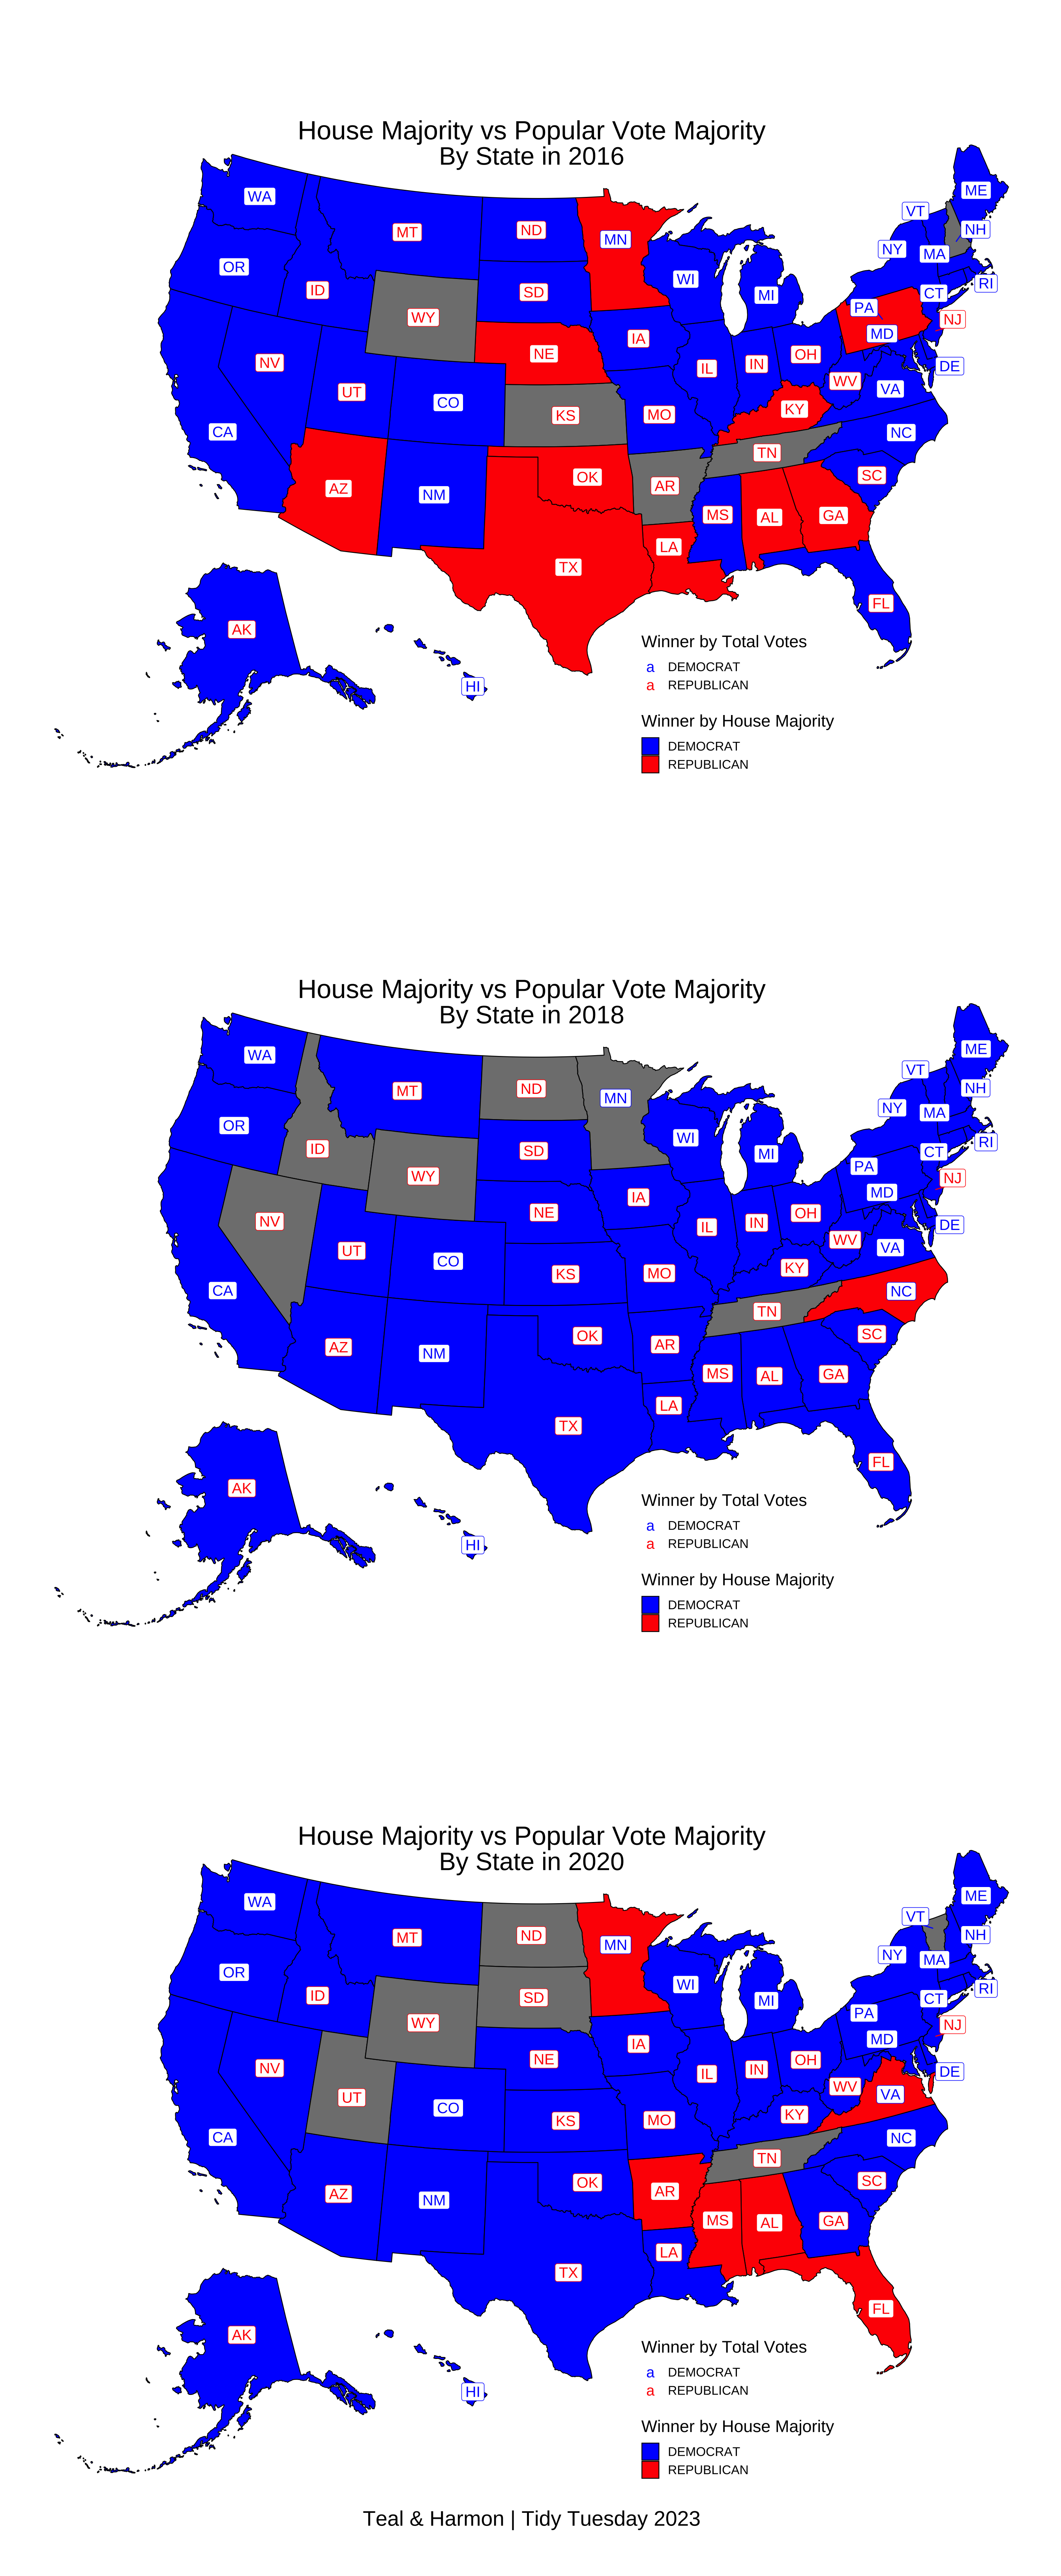 House Majority vs Popular Vote Majority
By State in 2016
WA
ME
VT
MT
ND
NH
MN
NY
MA
OR
WI
RI
ID
SD
MI
CT
WY
PA
NJ
MD
IA
NE
OH
NV
IL
IN
DE
WV
UT
VA
CO
KY
KS
MO
CA
NC
TN
SC
OK
AR
AZ
NM
MS
AL
GA
LA
TX
FL
AK
HI
Winner by Total Votes
a DEMOCRAT
a REPUBLICAN
Winner by House Majority
DEMOCRAT
REPUBLICAN
House Majority vs Popular Vote Majority
By State in 2018
WA
ME
VT
MT
ND
NH
MN
NY
MA
OR
WI
RI
ID
SD
MI
CT
WY
PA
NJ
MD
IA
NE
OH
NV
IL
IN
DE
WV
UT
VA
CO
KY
KS
MO
CA
NC
TN
SC
OK
AR
AZ
NM
MS
AL
GA
LA
TX
FL
AK
HI
Winner by Total Votes
a DEMOCRAT
a REPUBLICAN
Winner by House Majority
DEMOCRAT
REPUBLICAN
House Majority vs Popular Vote Majority
By State in 2020
WA
ME
VT
MT
ND
NH
MN
NY
MA
OR
WI
RI
ID
SD
MI
CT
WY
PA
NJ
MD
IA
NE
OH
NV
IL
IN
DE
WV
UT
VA
CO
KY
KS
MO
CA
NC
TN
SC
OK
AR
AZ
NM
MS
AL
GA
LA
TX
FL
AK
HI
Winner by Total Votes
a DEMOCRAT
a REPUBLICAN
Winner by House Majority
DEMOCRAT
REPUBLICAN
Teal & Harmon | Tidy Tuesday 2023